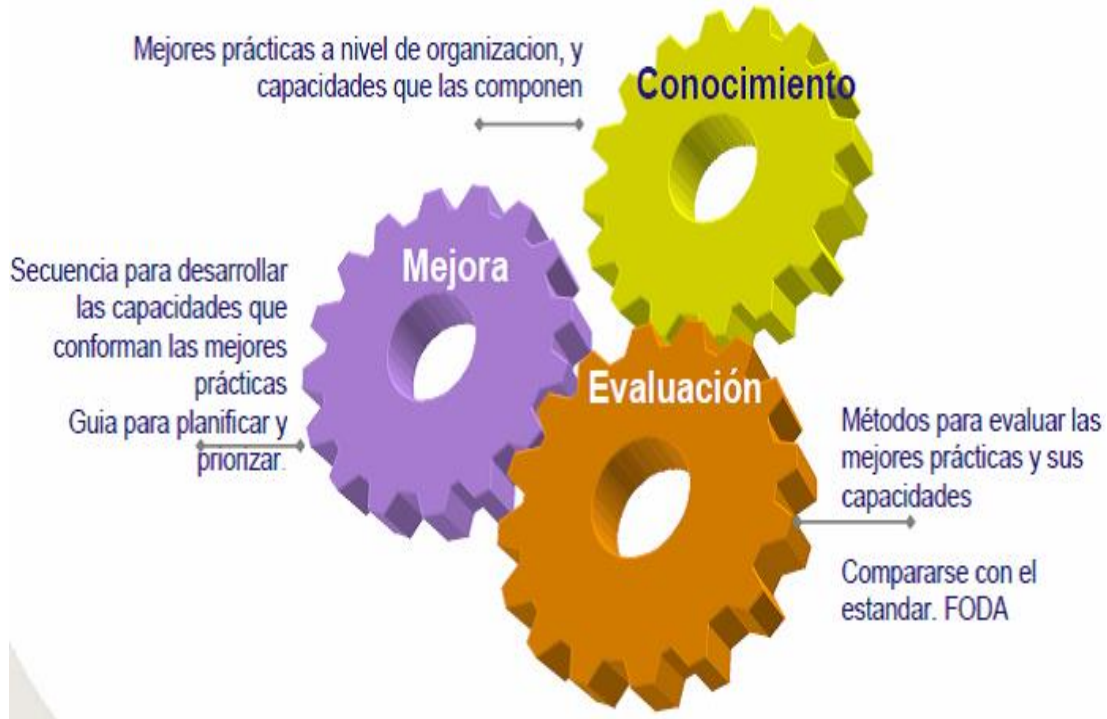 Mejores prácticas a nivel de organizacion, y
capacidades que las componen
Conocimiento
Mejora
Secuencia para desarrollar
las capacidades que
conforman las mejores
prácticas
Guia para planificar y
priorizar.
Evaluación
Métodos para evaluar las
mejores prácticas y sus
capacidades
Compararse con el
estandar. FODA